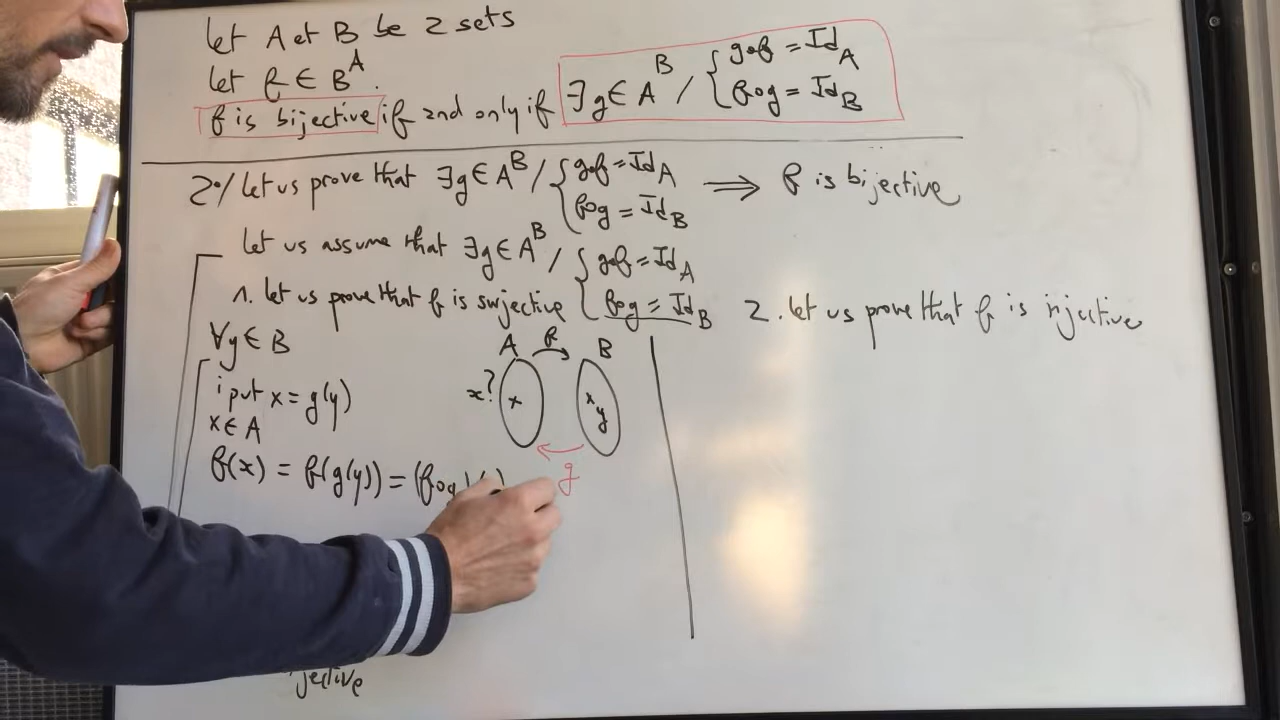 let A et B be 2 sets
let f ∈ B^A.
f is bijective if and only if ∃g ∈ A^B / { g∘f = Id_A
f∘g = Id_B
2°/ let us prove that ∃g ∈ A^B / { g∘f = Id_A ⟹ f is bijective
f∘g = Id_B
let us assume that ∃g ∈ A^B / { g∘f = Id_A
f∘g = Id_B
1. let us prove that f is surjective
∀y ∈ B
i put x = g(y)
x ∈ A
f(x) = f(g(y)) = (f∘g)(
A f B
x? x x y
g
jective
2. let us prove that f is injective